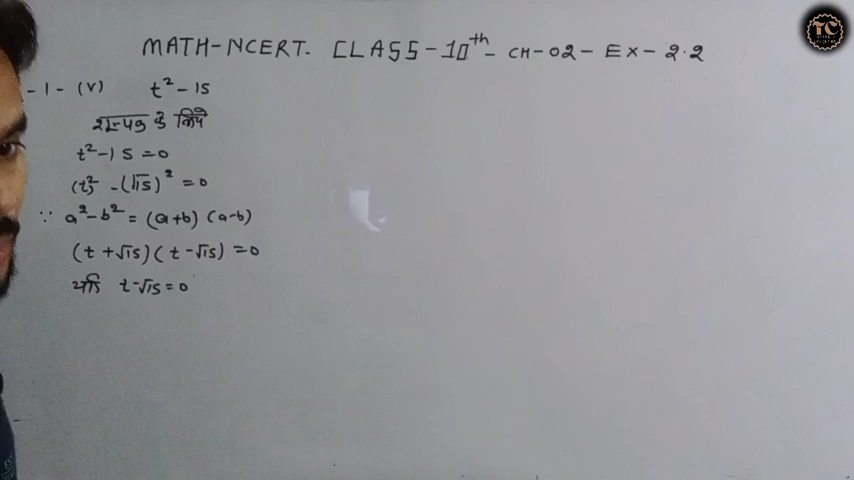 MATH-NCERT. CLASS-10th - CH-02- EX- 2.2
-1- (V) t²-15
शून्यक के लिये
t²-15=0
(t)² -(√15)² =0
∵ a²-b² = (a+b) (a-b)
(t+√15)(t-√15)=0
यदि t-√15=0
TC